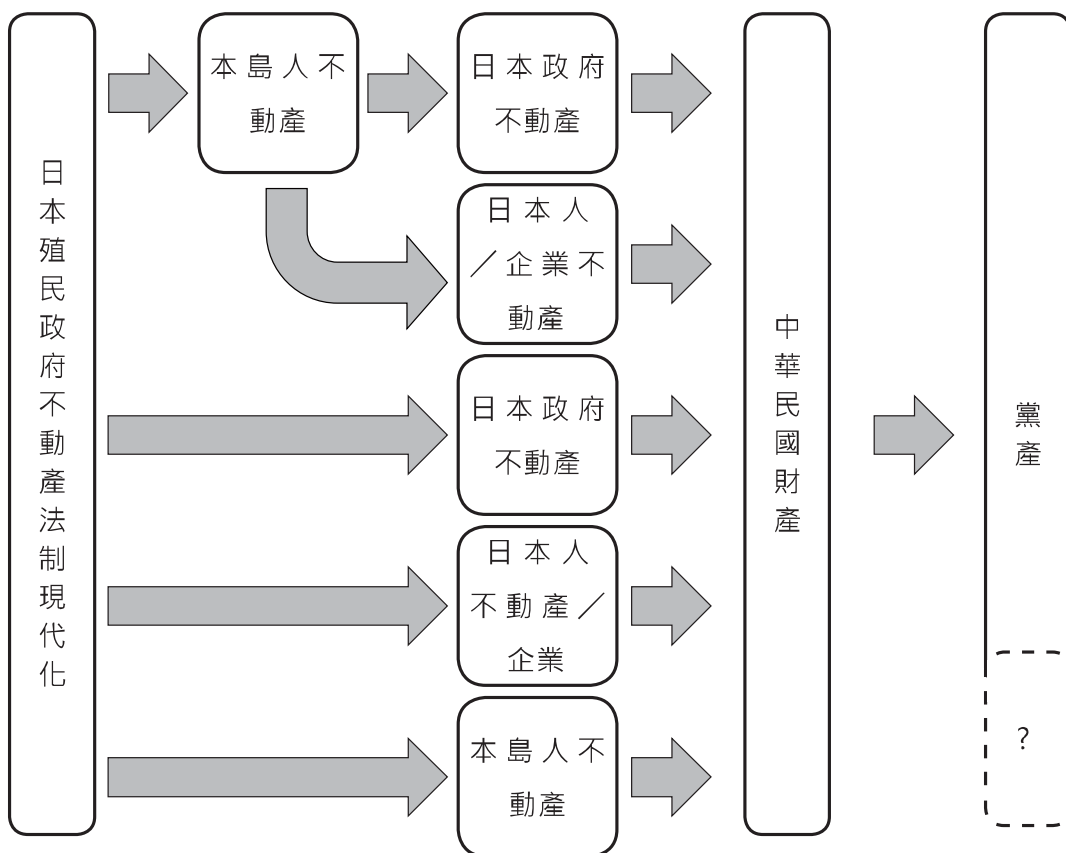 日本殖民政府不動產法制現代化
本島人不
動產
日本政府
不動產
日本人
／企業不
動產
日本政府
不動產
日本人
不動產／
企業
本島人不
動產
中華民國財產
黨產
?